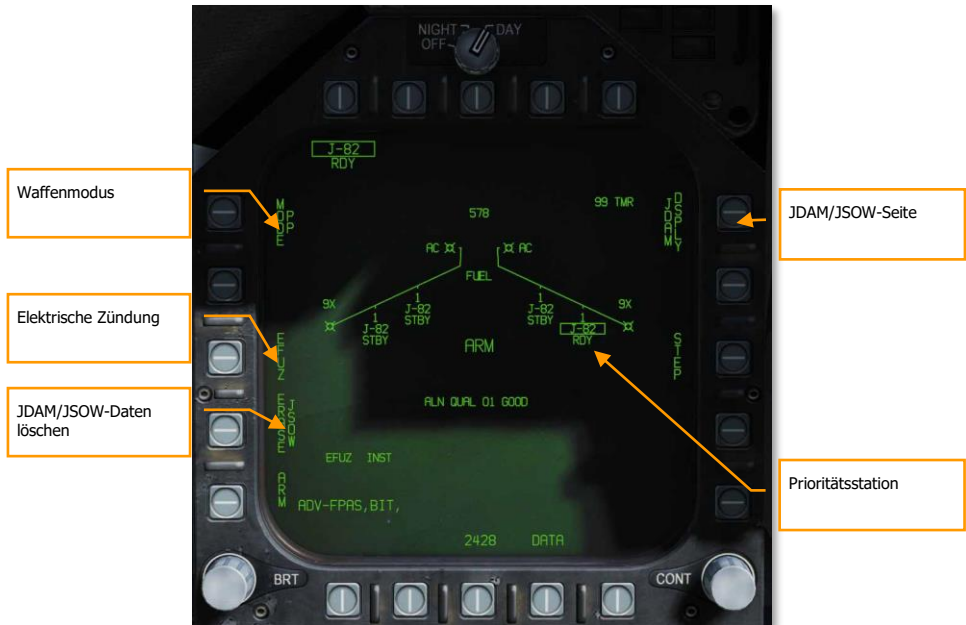 NIGHT DAY
OFF
J-82
RDY
Waffenmodus
MODE
PP
578
99 TMR
JDAM
DSPLY
JDAM/JSOW-Seite
AC AC
FUEL
9X 9X
1 1
J-82 J-82
STBY STBY
1 1
J-82 J-82
STBY RDY
Elektrische Zündung
EFUZ
ARM
STEP
JDAM/JSOW-Daten
löschen
ERASE
JSOW
ALN QUAL 01 GOOD
EFUZ INST
ARM
ADV-FPAS,BIT,
Prioritätsstation
2428 DATA
BRT CONT